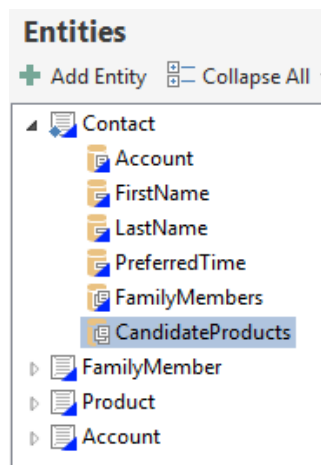 Entities
Add Entity Collapse All
Contact
Account
FirstName
LastName
PreferredTime
FamilyMembers
CandidateProducts
FamilyMember
Product
Account